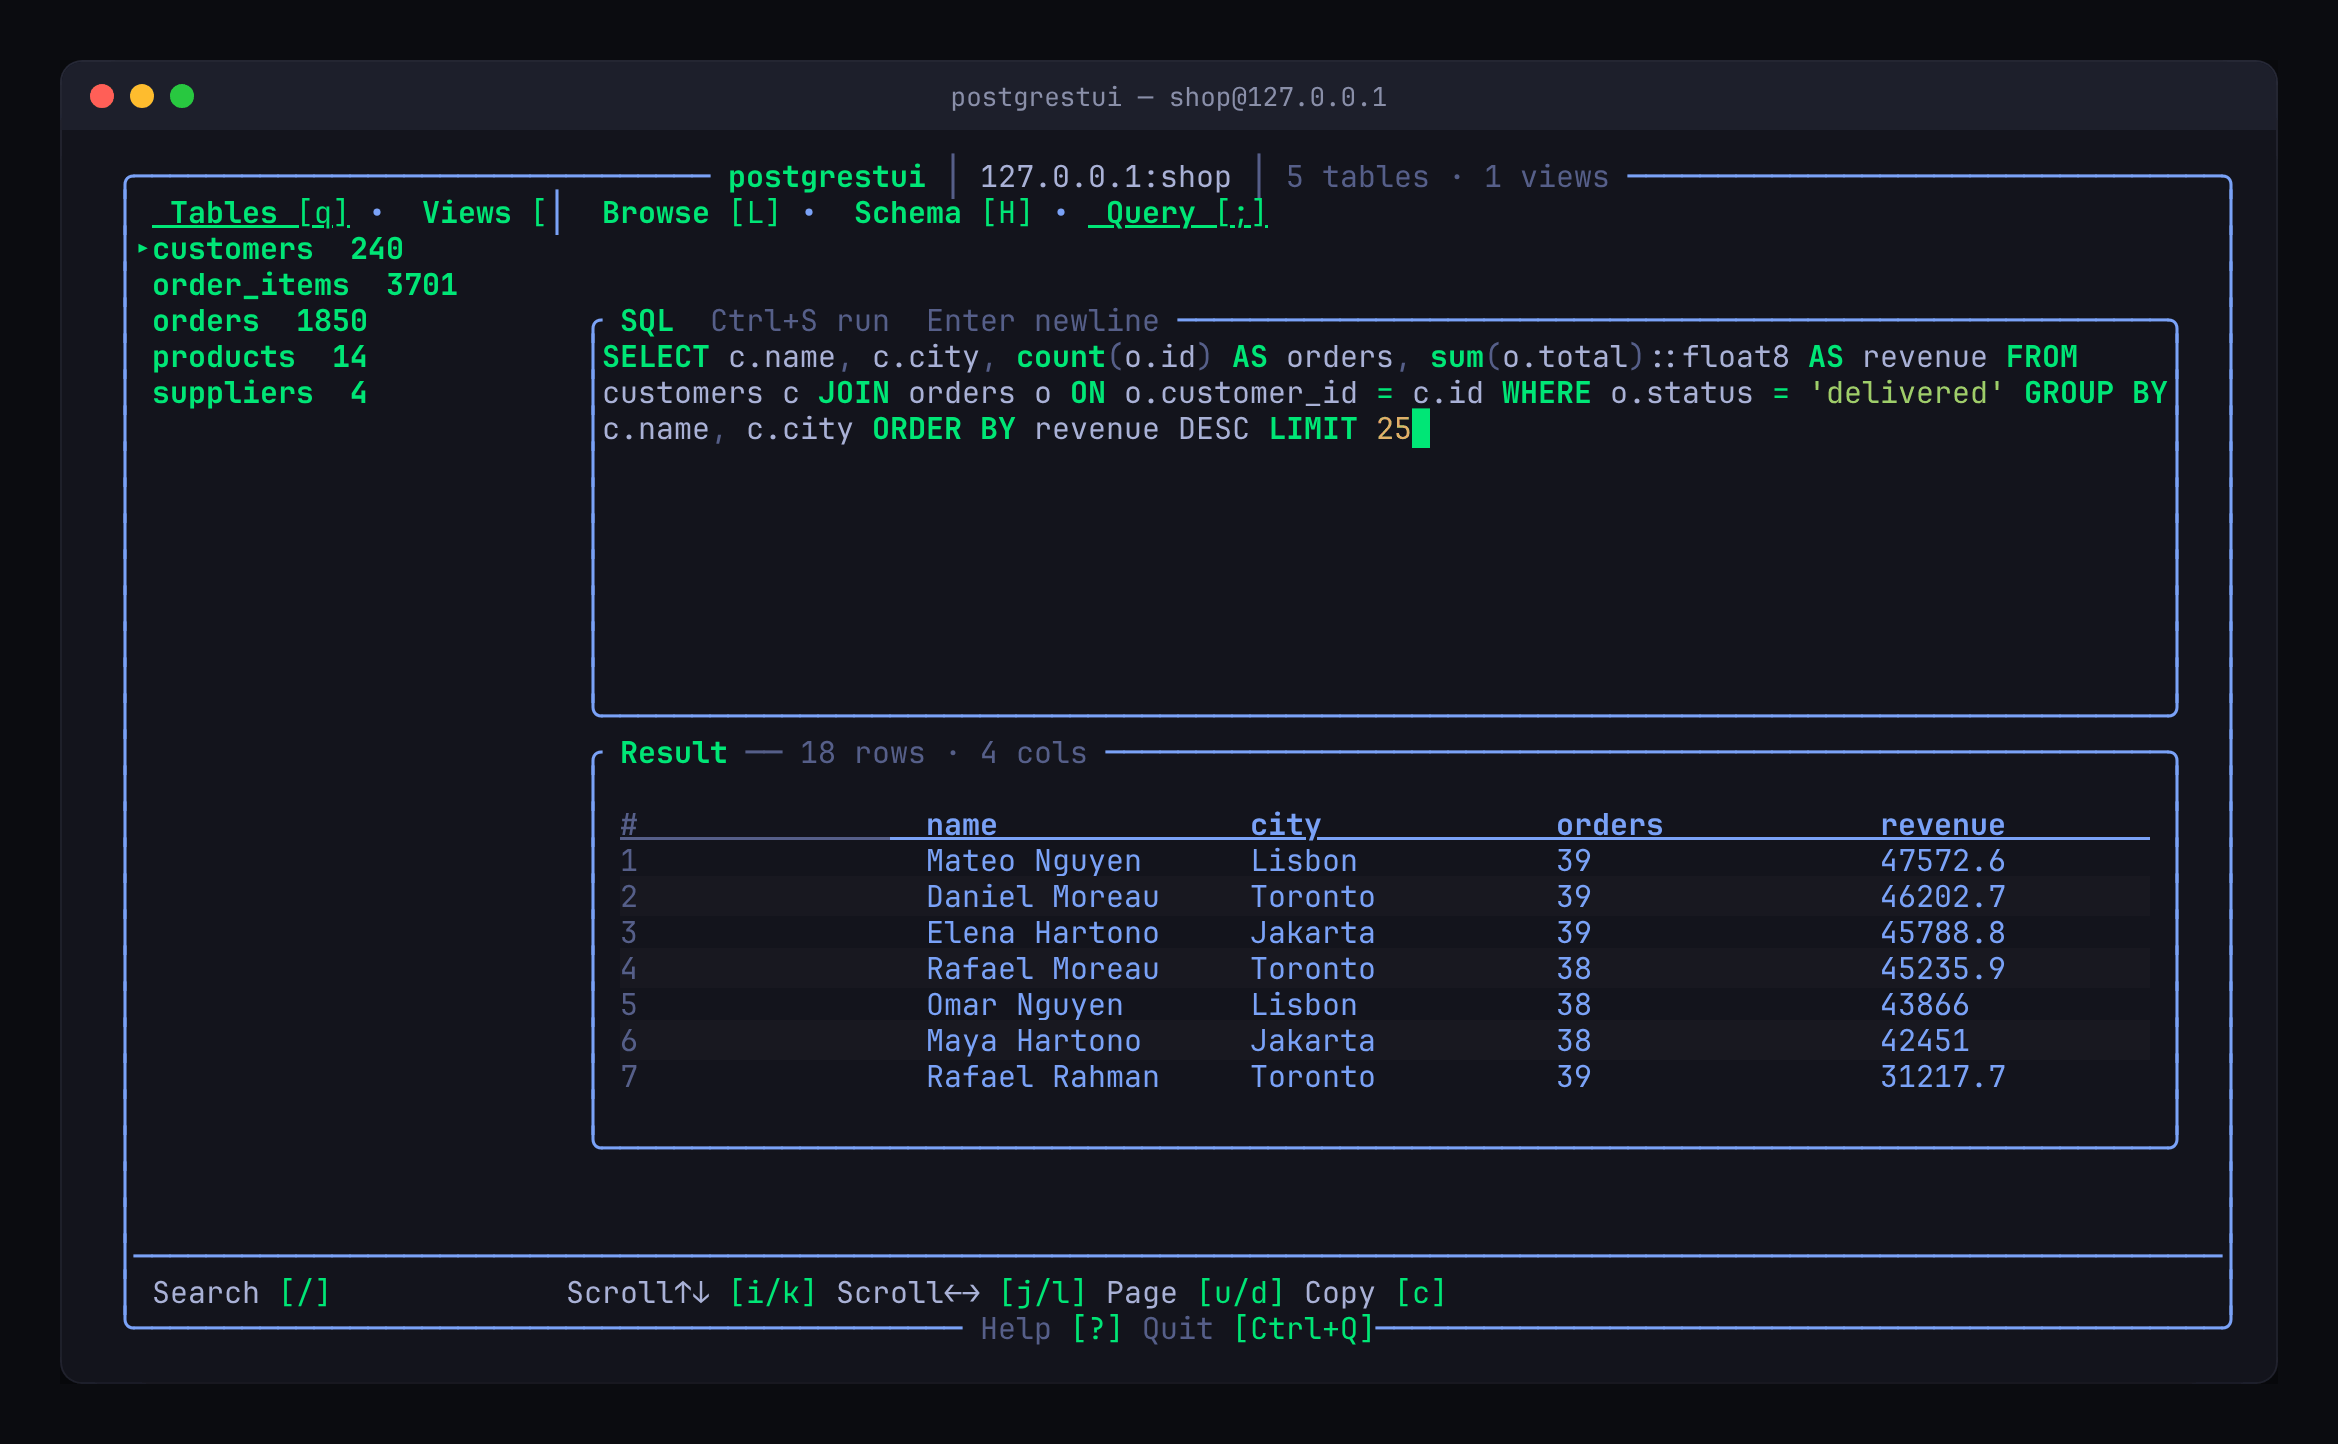 postgrestui — shop@127.0.0.1
postgrestui │ 127.0.0.1:shop │ 5 tables · 1 views
Tables [q] • Views [│ Browse [L] • Schema [H] • Query [;]
▸customers 240
order_items 3701
orders 1850
products 14
suppliers 4
SQL Ctrl+S run Enter newline
SELECT c.name, c.city, count(o.id) AS orders, sum(o.total)::float8 AS revenue FROM
customers c JOIN orders o ON o.customer_id = c.id WHERE o.status = 'delivered' GROUP BY
c.name, c.city ORDER BY revenue DESC LIMIT 25
Result ── 18 rows · 4 cols
# name city orders revenue
1 Mateo Nguyen Lisbon 39 47572.6
2 Daniel Moreau Toronto 39 46202.7
3 Elena Hartono Jakarta 39 45788.8
4 Rafael Moreau Toronto 38 45235.9
5 Omar Nguyen Lisbon 38 43866
6 Maya Hartono Jakarta 38 42451
7 Rafael Rahman Toronto 39 31217.7
Search [/] Scroll↑↓ [i/k] Scroll←→ [j/l] Page [u/d] Copy [c]
Help [?] Quit [Ctrl+Q]